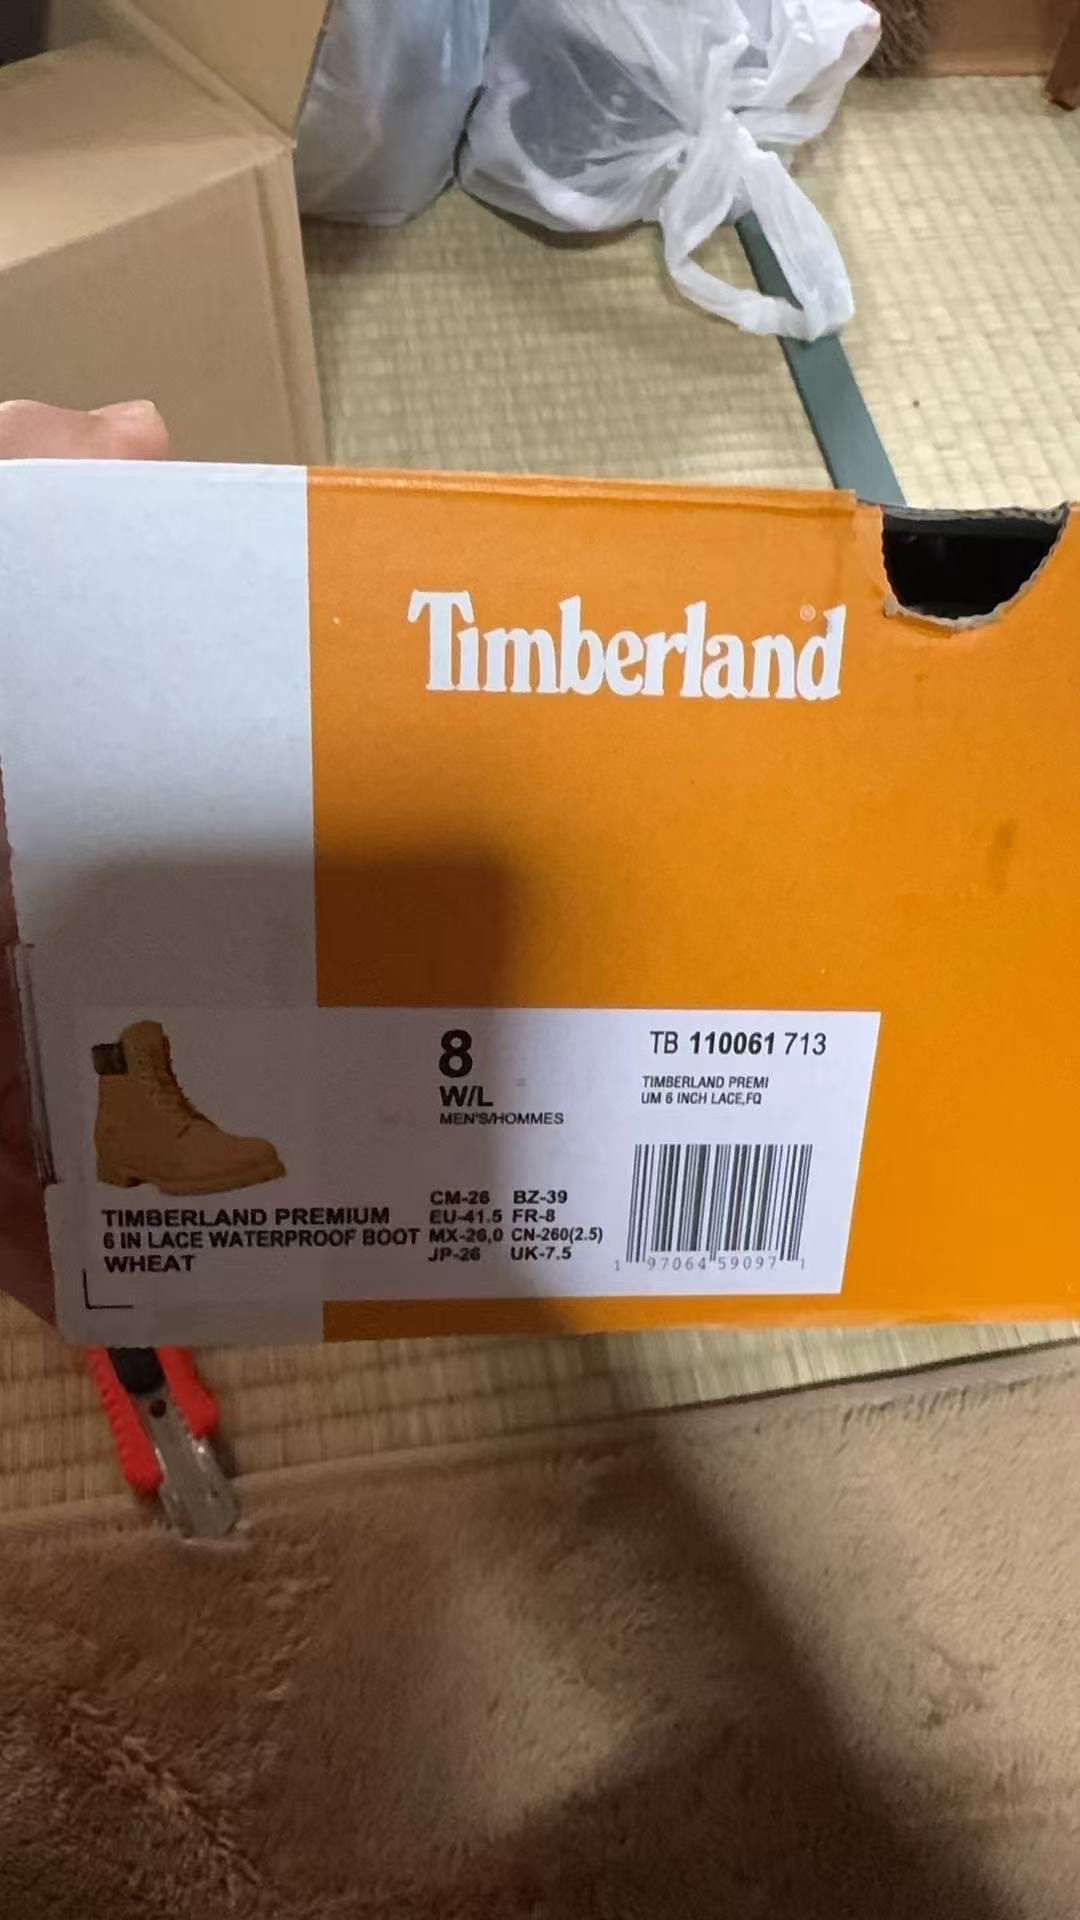 Timberland®
8
W/L
MEN'S/HOMMES
TB 110061 713
TIMBERLAND PREMI
UM 6 INCH LACE,FQ
TIMBERLAND PREMIUM
6 IN LACE WATERPROOF BOOT
WHEAT
CM-26 BZ-39
EU-41.5 FR-8
MX-26,0 CN-260(2.5)
JP-26 UK-7.5
1 97064 59097 1